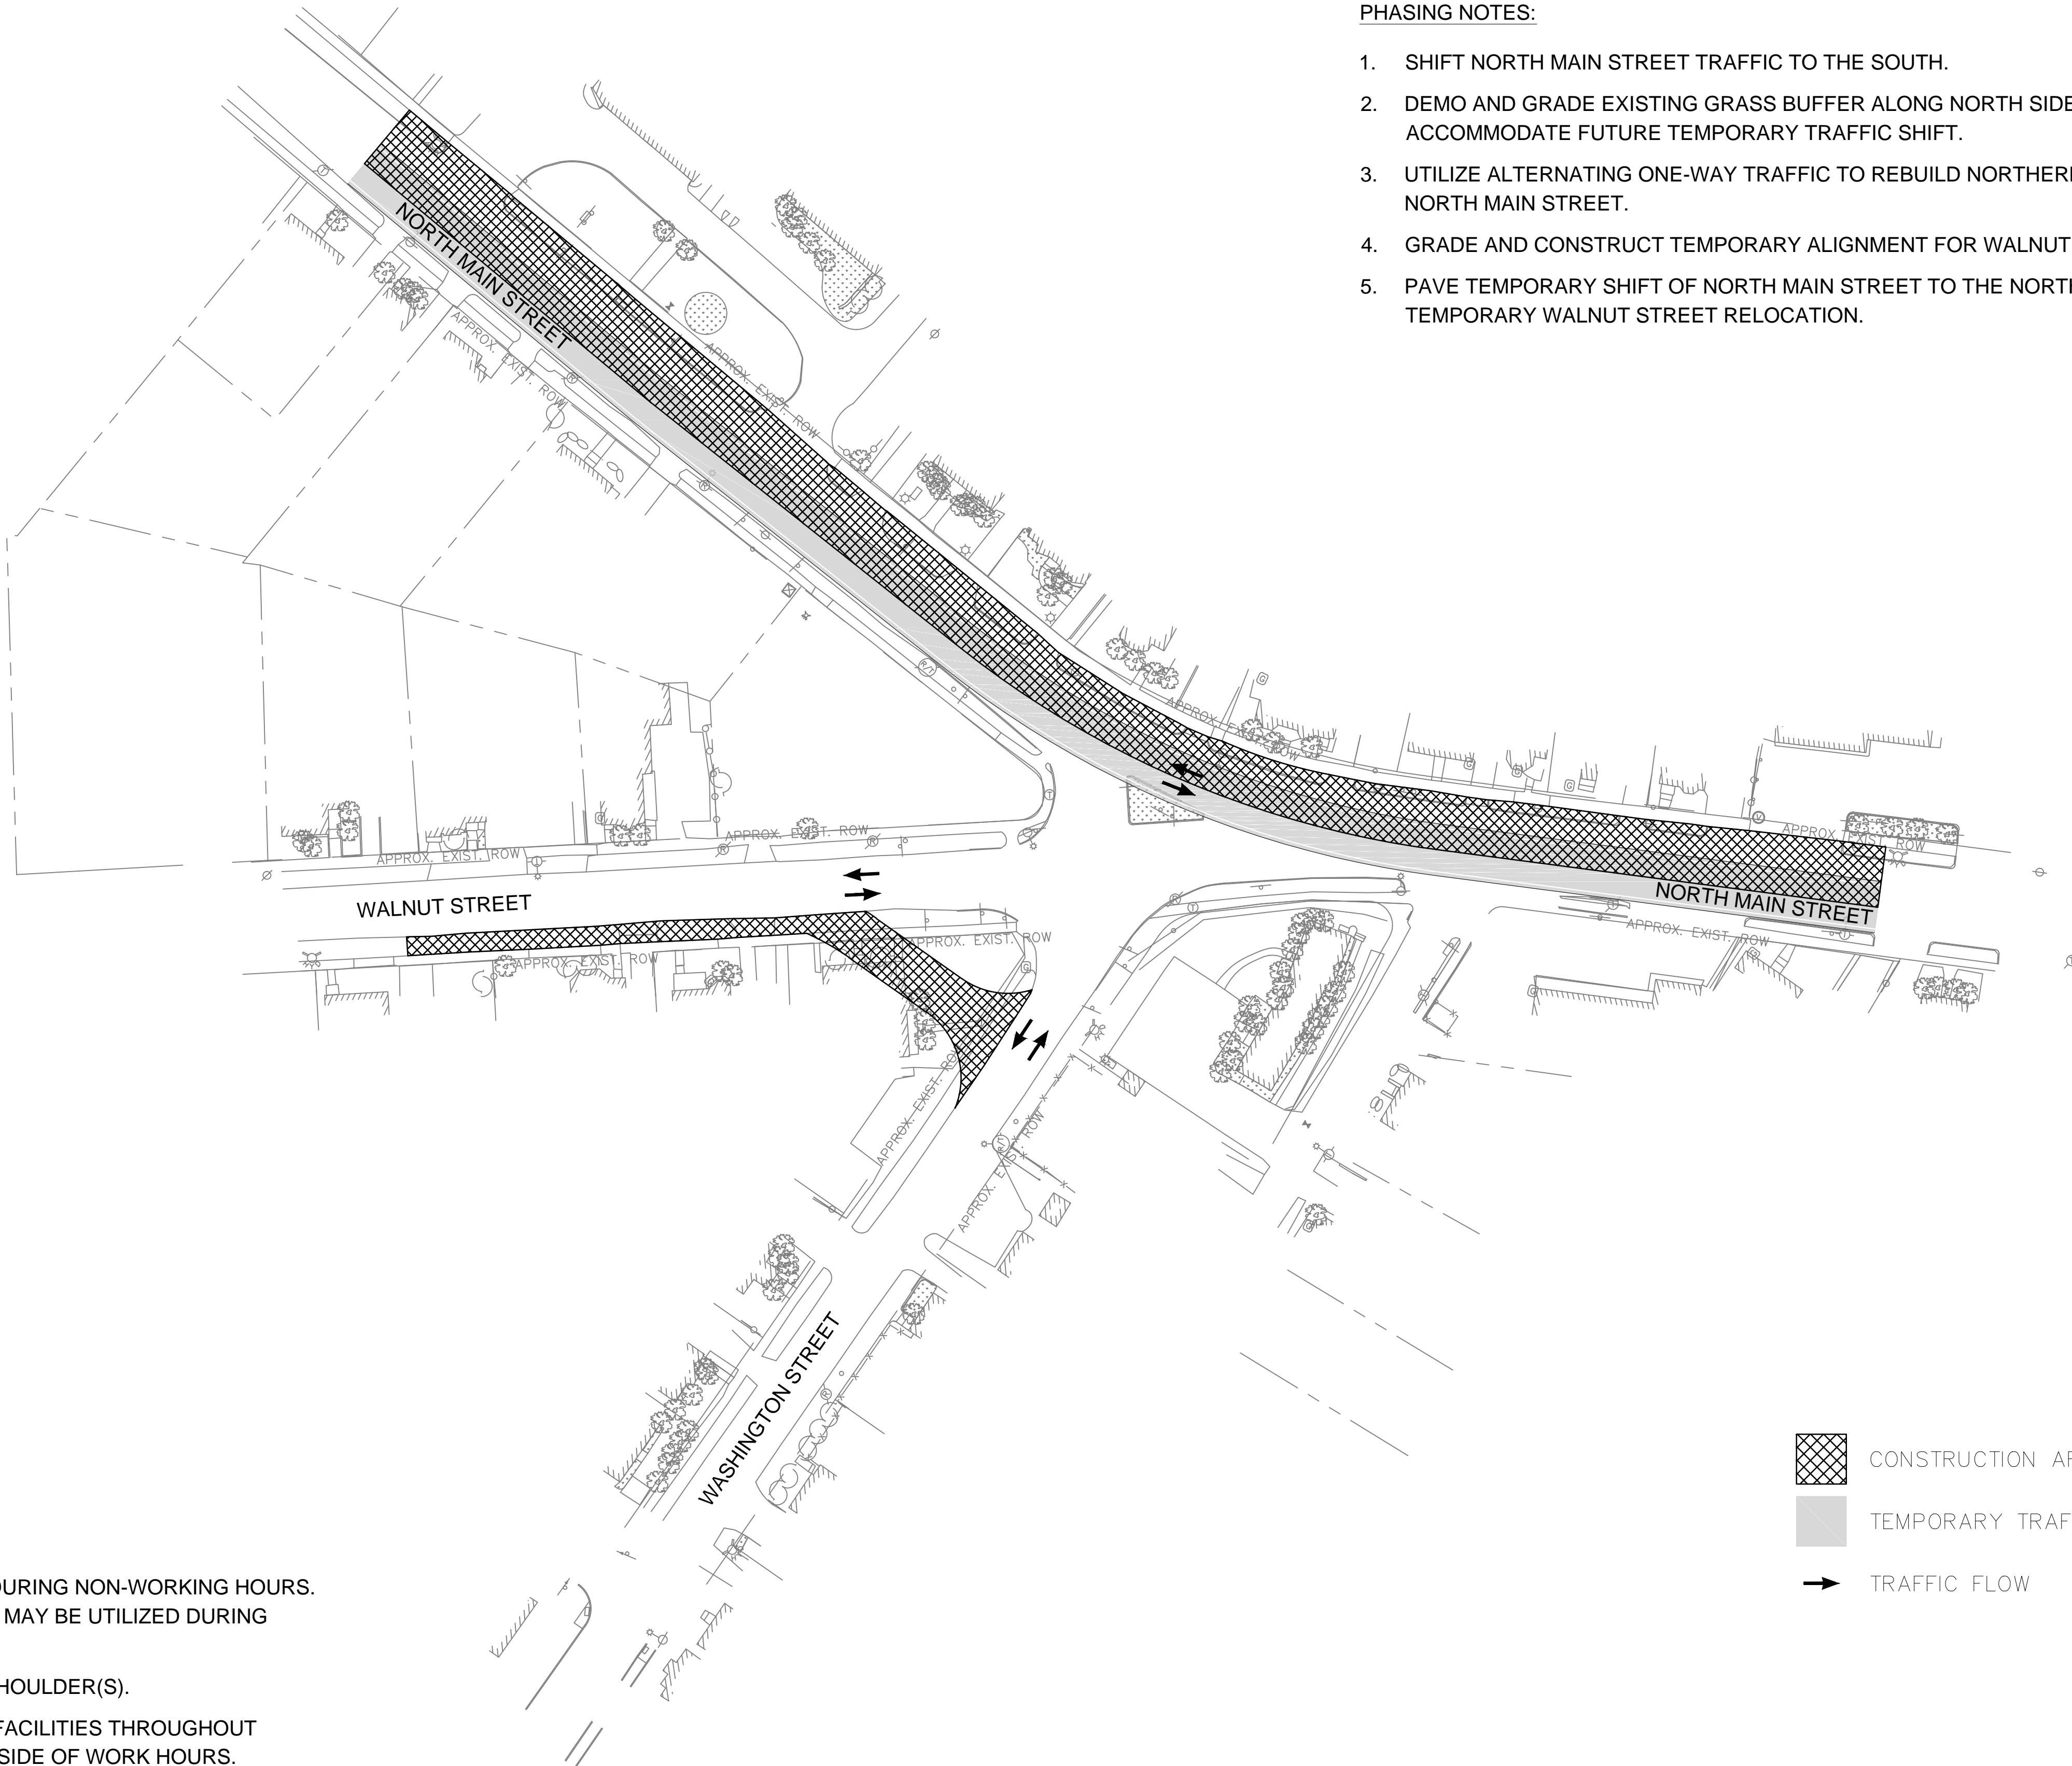 PHASING NOTES:
1. SHIFT NORTH MAIN STREET TRAFFIC TO THE SOUTH.
2. DEMO AND GRADE EXISTING GRASS BUFFER ALONG NORTH SIDE
ACCOMMODATE FUTURE TEMPORARY TRAFFIC SHIFT.
3. UTILIZE ALTERNATING ONE-WAY TRAFFIC TO REBUILD NORTHER
NORTH MAIN STREET.
4. GRADE AND CONSTRUCT TEMPORARY ALIGNMENT FOR WALNUT
5. PAVE TEMPORARY SHIFT OF NORTH MAIN STREET TO THE NORTH
TEMPORARY WALNUT STREET RELOCATION.
NORTH MAIN STREET
APPROX. EXIST. ROW
APPROX. EXIST. ROW
APPROX. EXIST. ROW
APPROX. EXIST. ROW
APPROX. EXIST. ROW
APPROX. EXIST. ROW
NORTH MAIN STREET
WALNUT STREET
APPROX. EXIST. ROW
APPROX. EXIST. ROW
APPROX. EXIST. ROW
APPROX. EXIST. ROW
APPROX. EXIST. ROW
WASHINGTON STREET
CONSTRUCTION
TEMPORARY TRAF
TRAFFIC FLOW
DURING NON-WORKING HOURS.
MAY BE UTILIZED DURING
HOULDER(S).
FACILITIES THROUGHOUT
SIDE OF WORK HOURS.